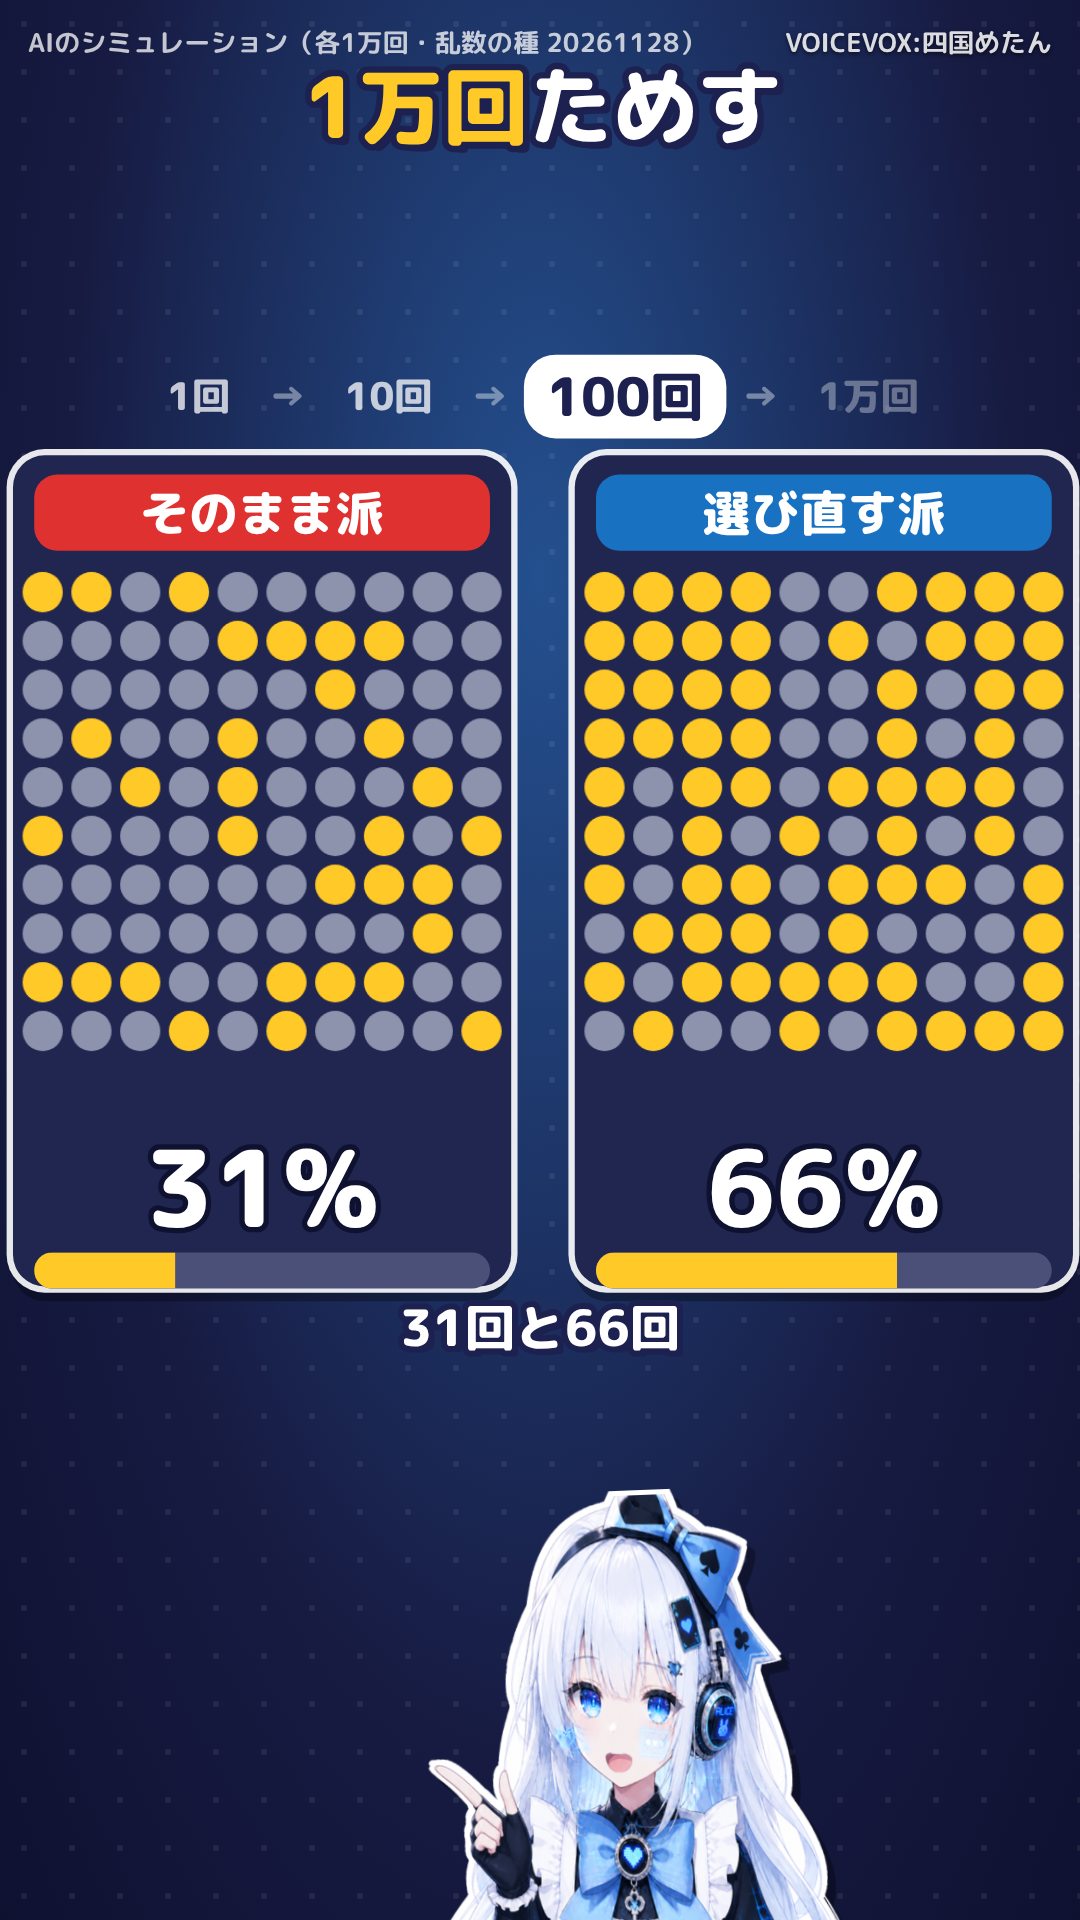 AIのシミュレーション（各1万回・乱数の種 20261128）
VOICEVOX:四国めたん
1万回ためす
1回 → 10回 → 100回 → 1万回
そのまま派
選び直す派
31%
66%
31回と66回
ALICE